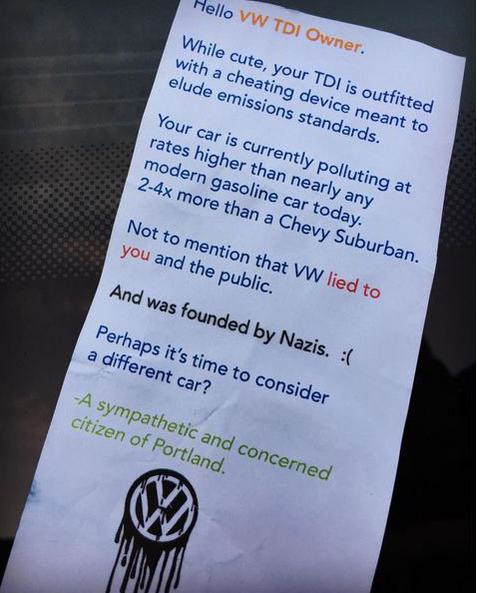 Hello VW TDI Owner.
While cute, your TDI is outfitted
with a cheating device meant to
elude emissions standards.
Your car is currently polluting at
rates higher than nearly any
modern gasoline car today.
2-4x more than a Chevy Suburban.
Not to mention that VW lied to
you and the public.
And was founded by Nazis. :(
Perhaps it's time to consider
a different car?
-A sympathetic and concerned
citizen of Portland.
VW